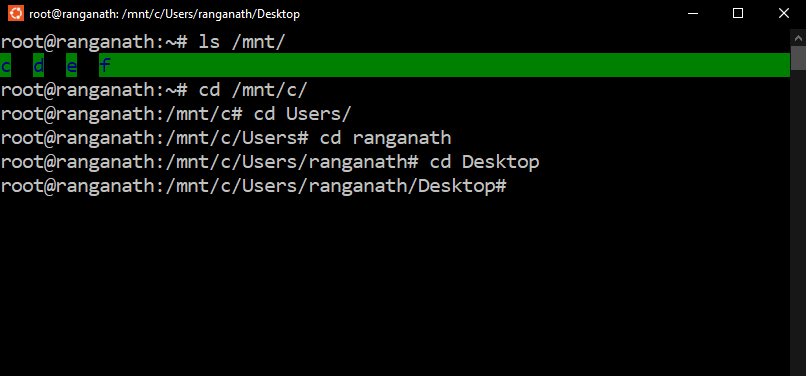 root@ranganath: /mnt/c/Users/ranganath/Desktop
root@ranganath:~# ls /mnt/
c  d  e  f
root@ranganath:~# cd /mnt/c/
root@ranganath:/mnt/c# cd Users/
root@ranganath:/mnt/c/Users# cd ranganath
root@ranganath:/mnt/c/Users/ranganath# cd Desktop
root@ranganath:/mnt/c/Users/ranganath/Desktop#